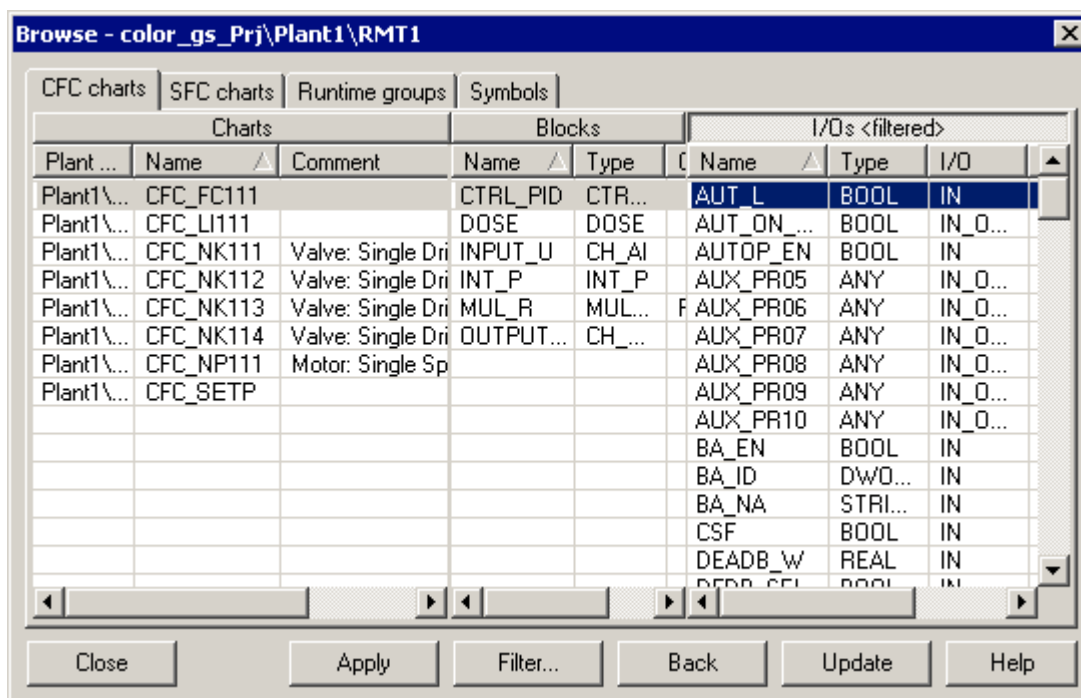 Browse - color_gs_Prj\Plant1\RMT1
CFC charts SFC charts Runtime groups Symbols
Charts Blocks I/Os <filtered>
Plant ... Name Comment Name Type Name Type I/O
Plant1\... CFC_FC111 CTRL_PID CTR... AUT_L BOOL IN
Plant1\... CFC_LI111 DOSE DOSE AUT_ON_... BOOL IN_O...
Plant1\... CFC_NK111 Valve: Single Dri INPUT_U CH_AI AUTOP_EN BOOL IN
Plant1\... CFC_NK112 Valve: Single Dri INT_P INT_P AUX_PR05 ANY IN_O...
Plant1\... CFC_NK113 Valve: Single Dri MUL_R MUL... AUX_PR06 ANY IN_O...
Plant1\... CFC_NK114 Valve: Single Dri OUTPUT... CH_... AUX_PR07 ANY IN_O...
Plant1\... CFC_NP111 Motor: Single Sp AUX_PR08 ANY IN_O...
Plant1\... CFC_SETP AUX_PR09 ANY IN_O...
AUX_PR10 ANY IN_O...
BA_EN BOOL IN
BA_ID DWO... IN
BA_NA STRI... IN
CSF BOOL IN
DEADB_W REAL IN
Close Apply Filter... Back Update Help